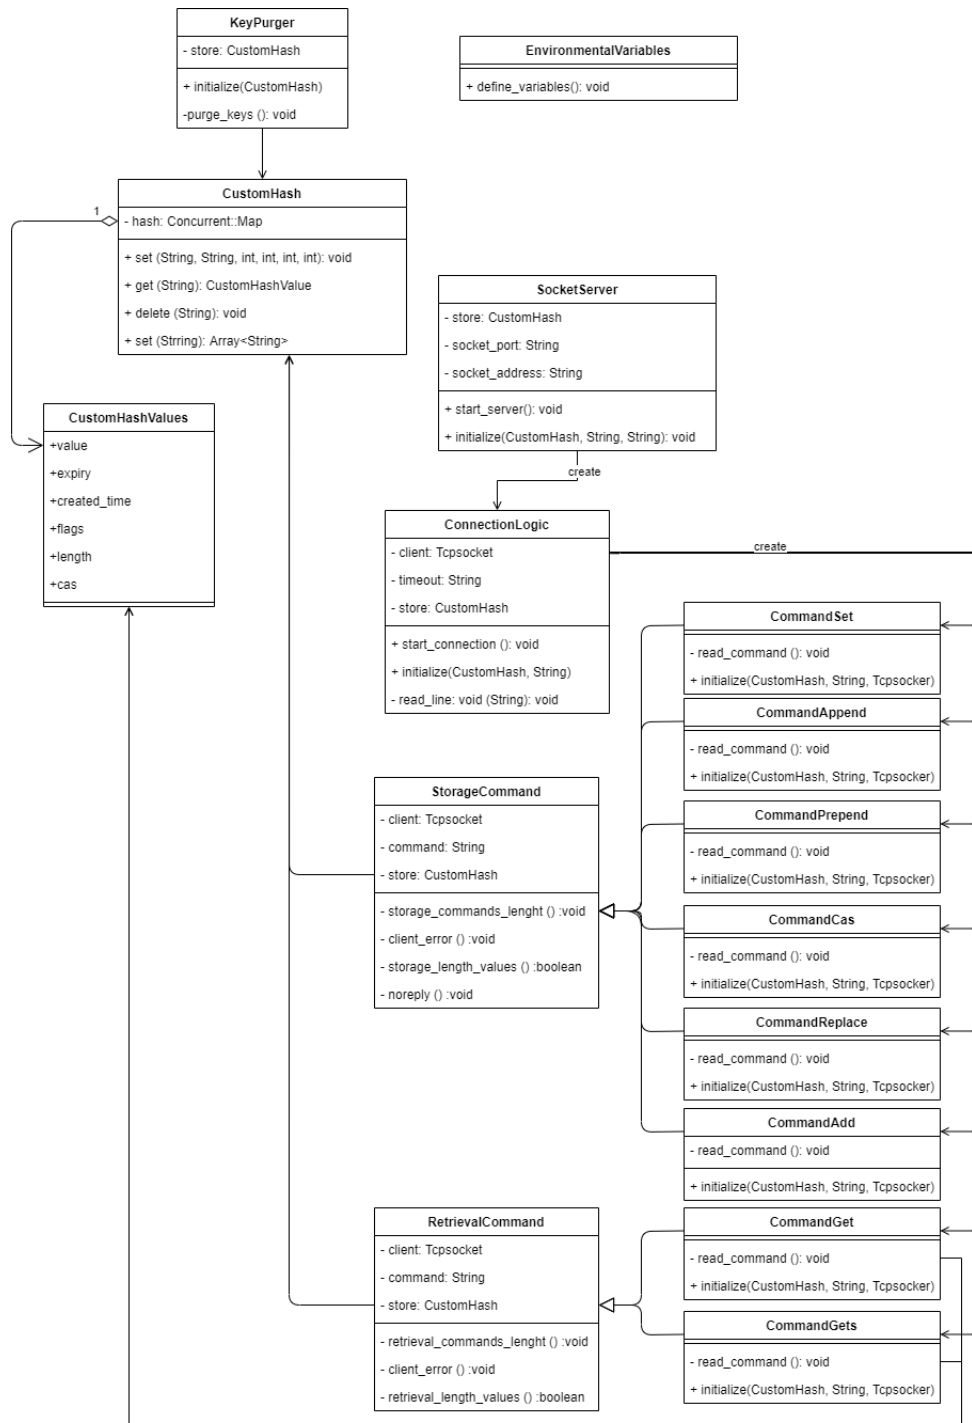 KeyPurger
- store: CustomHash
+ initialize(CustomHash)
-purge_keys (): void
EnvironmentalVariables
+ define_variables(): void
CustomHash
1
- hash: Concurrent::Map
+ set (String, String, int, int, int, int): void
+ get (String): CustomHashValue
+ delete (String): void
+ set (Strring): Array<String>
SocketServer
- store: CustomHash
- socket_port: String
- socket_address: String
+ start_server(): void
+ initialize(CustomHash, String, String): void
create
CustomHashValues
+value
+expiry
+created_time
+flags
+length
+cas
ConnectionLogic
- client: Tcpsocket
- timeout: String
- store: CustomHash
+ start_connection (): void
+ initialize(CustomHash, String)
- read_line: void (String): void
create
CommandSet
- read_command (): void
+ initialize(CustomHash, String, Tcpsocker)
CommandAppend
- read_command (): void
+ initialize(CustomHash, String, Tcpsocker)
CommandPrepend
- read_command (): void
+ initialize(CustomHash, String, Tcpsocker)
CommandCas
- read_command (): void
+ initialize(CustomHash, String, Tcpsocker)
CommandReplace
- read_command (): void
+ initialize(CustomHash, String, Tcpsocker)
CommandAdd
- read_command (): void
+ initialize(CustomHash, String, Tcpsocker)
StorageCommand
- client: Tcpsocket
- command: String
- store: CustomHash
- storage_commands_lenght () :void
- client_error () :void
- storage_length_values () :boolean
- noreply () :void
RetrievalCommand
- client: Tcpsocket
- command: String
- store: CustomHash
- retrieval_commands_lenght () :void
- client_error () :void
- retrieval_length_values () :boolean
CommandGet
- read_command (): void
+ initialize(CustomHash, String, Tcpsocker)
CommandGets
- read_command (): void
+ initialize(CustomHash, String, Tcpsocker)